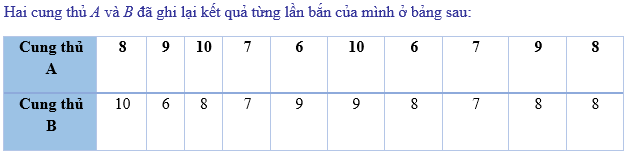 Hai cung thủ A và B đã ghi lại kết quả từng lần bắn của mình ở bảng sau:
Cung thủ A 8 9 10 7 6 10 6 7 9 8
Cung thủ B 10 6 8 7 9 9 8 7 8 8